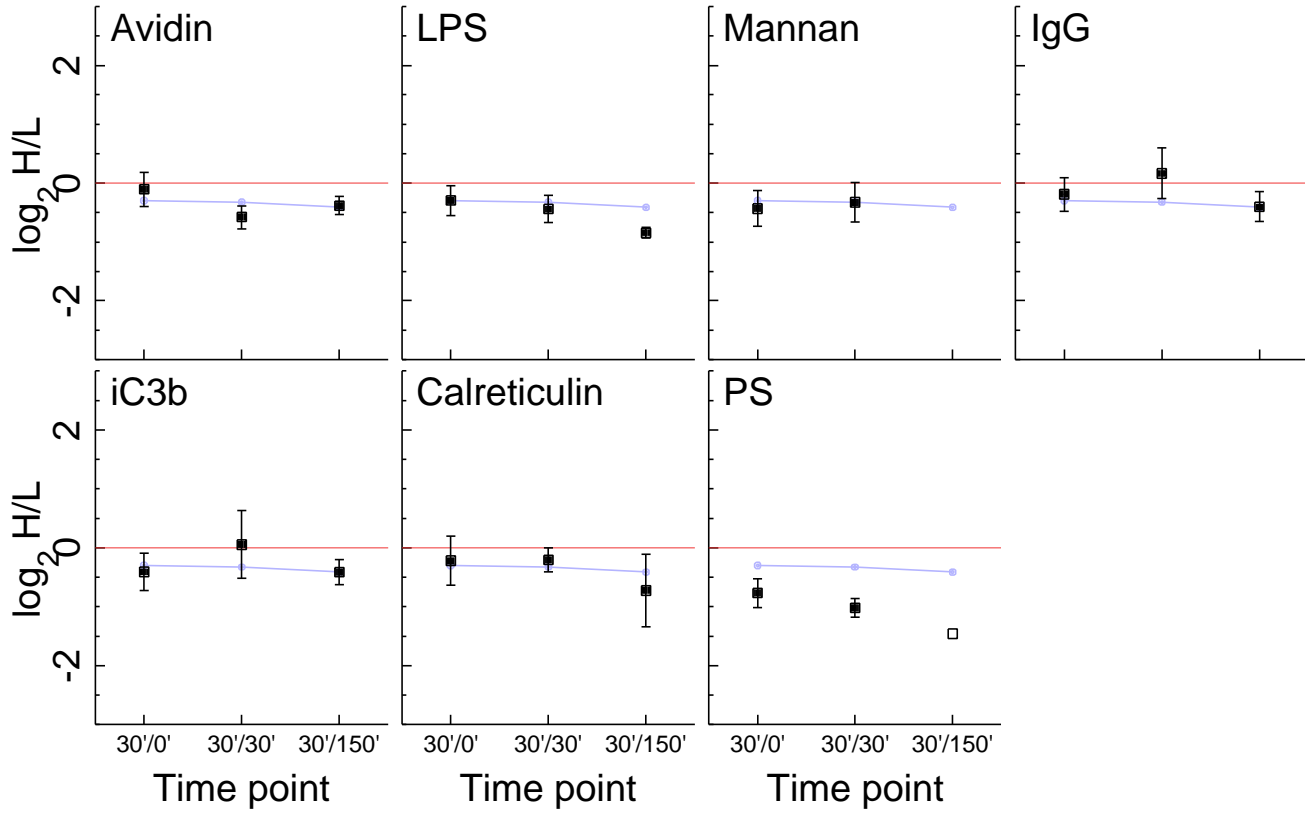 Avidin LPS Mannan IgG
2
0
-2
log2 H/L
iC3b Calreticulin PS
2
0
-2
log2 H/L
30'/0' 30'/30' 30'/150' 30'/0' 30'/30' 30'/150' 30'/0' 30'/30' 30'/150'
Time point Time point Time point